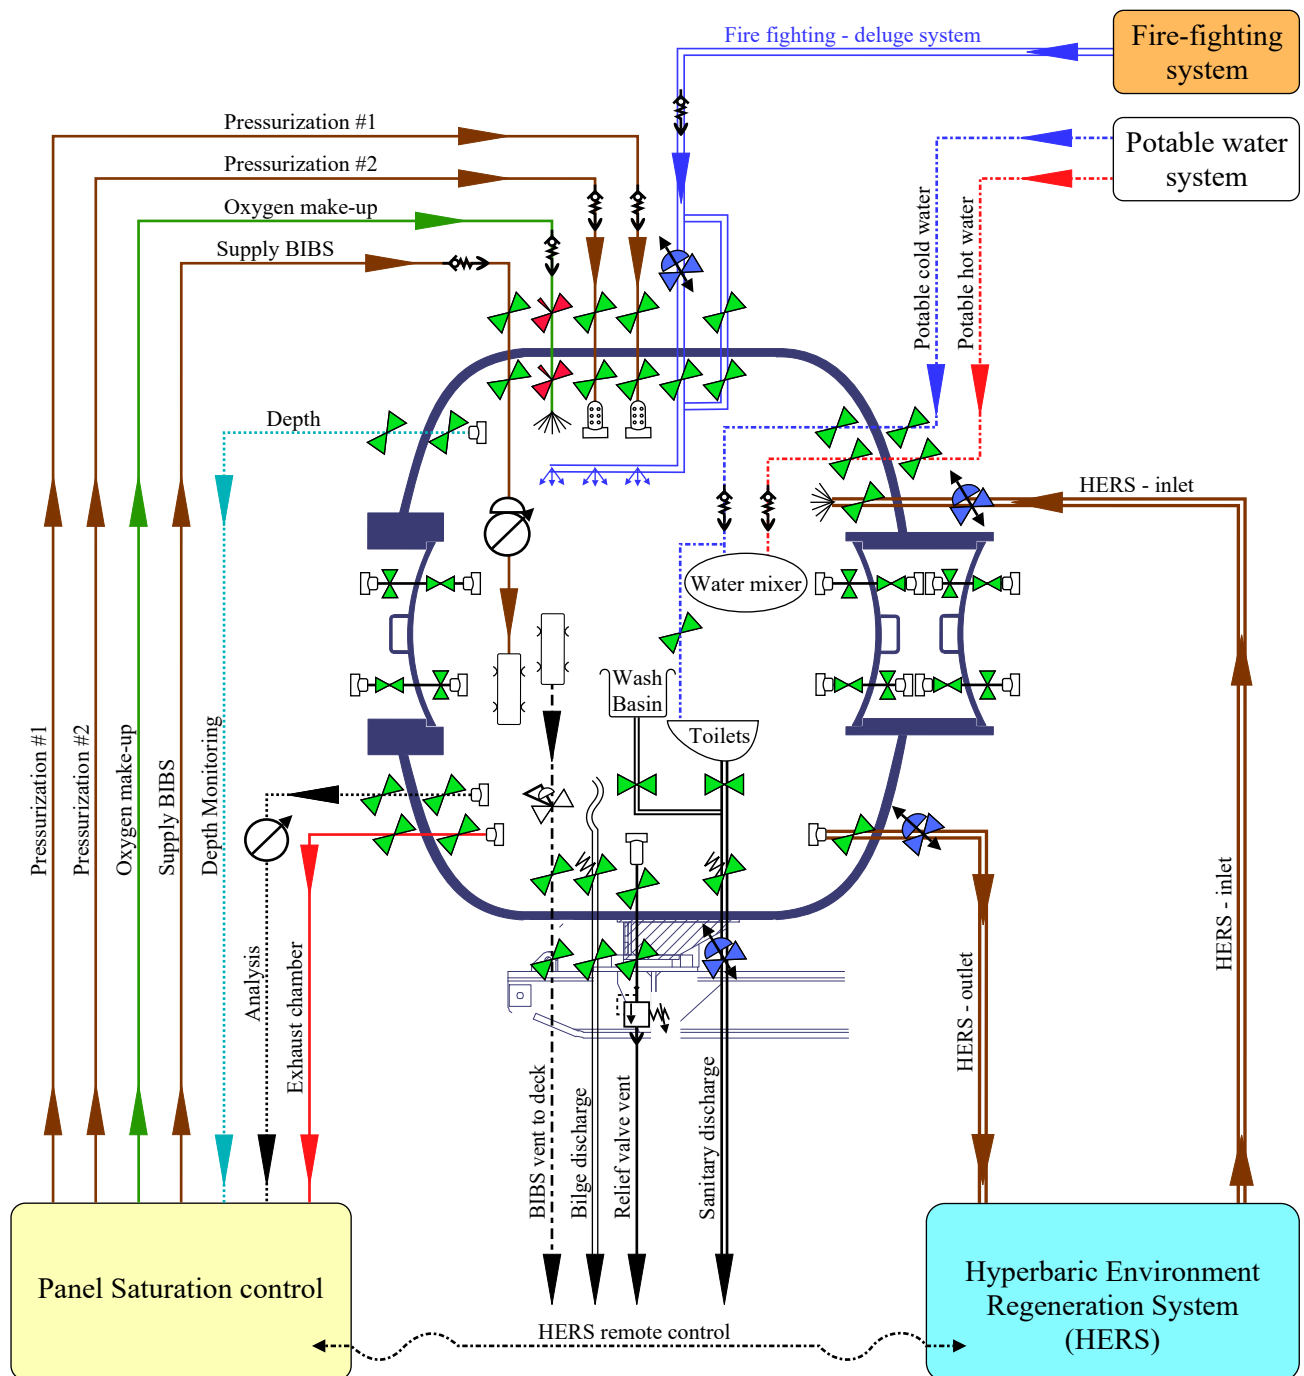 Fire fighting - deluge system
Fire-fighting
system
Pressurization #1
Potable water
system
Pressurization #2
Oxygen make-up
Supply BIBS
Potable cold water
Potable hot water
Depth
HERS - inlet
Water mixer
Wash
Basin
Toilets
Pressurization #1
Pressurization #2
Oxygen make-up
Supply BIBS
Depth Monitoring
Analysis
Exhaust chamber
BIBS vent to deck
Bilge discharge
Relief valve vent
Sanitary discharge
HERS - outlet
HERS - inlet
Panel Saturation control
Hyperbaric Environment
Regeneration System
(HERS)
HERS remote control